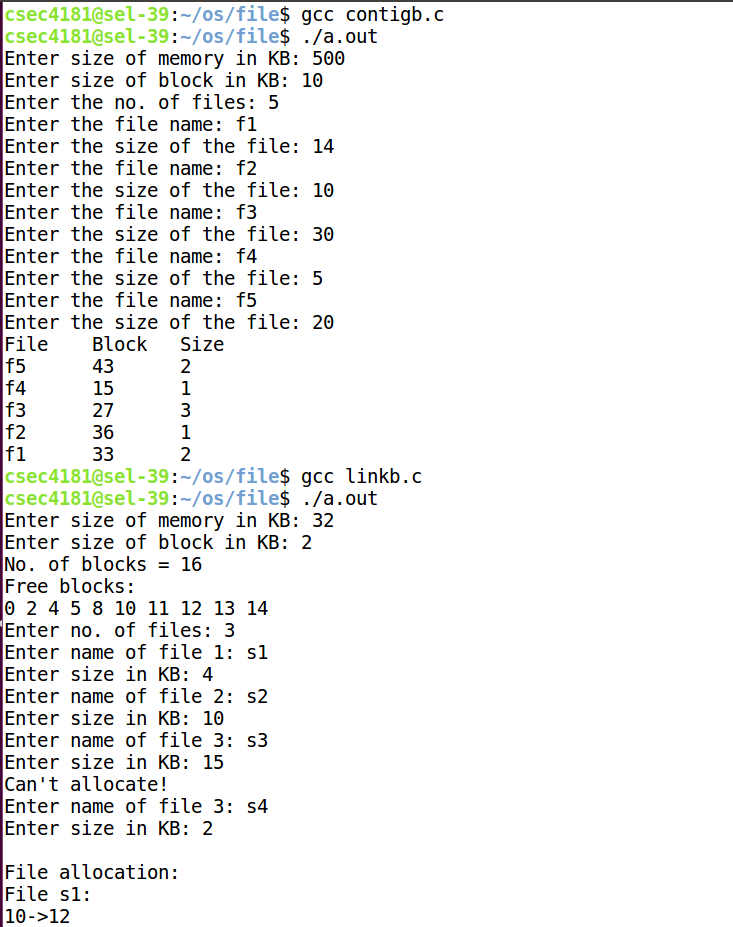 csec4181@sel-39:~/os/file$ gcc contigb.c
csec4181@sel-39:~/os/file$ ./a.out
Enter size of memory in KB: 500
Enter size of block in KB: 10
Enter the no. of files: 5
Enter the file name: f1
Enter the size of the file: 14
Enter the file name: f2
Enter the size of the file: 10
Enter the file name: f3
Enter the size of the file: 30
Enter the file name: f4
Enter the size of the file: 5
Enter the file name: f5
Enter the size of the file: 20
File    Block   Size
f5      43      2
f4      15      1
f3      27      3
f2      36      1
f1      33      2
csec4181@sel-39:~/os/file$ gcc linkb.c
csec4181@sel-39:~/os/file$ ./a.out
Enter size of memory in KB: 32
Enter size of block in KB: 2
No. of blocks = 16
Free blocks:
0 2 4 5 8 10 11 12 13 14
Enter no. of files: 3
Enter name of file 1: s1
Enter size in KB: 4
Enter name of file 2: s2
Enter size in KB: 10
Enter name of file 3: s3
Enter size in KB: 15
Can't allocate!
Enter name of file 3: s4
Enter size in KB: 2
File allocation:
File s1:
10->12